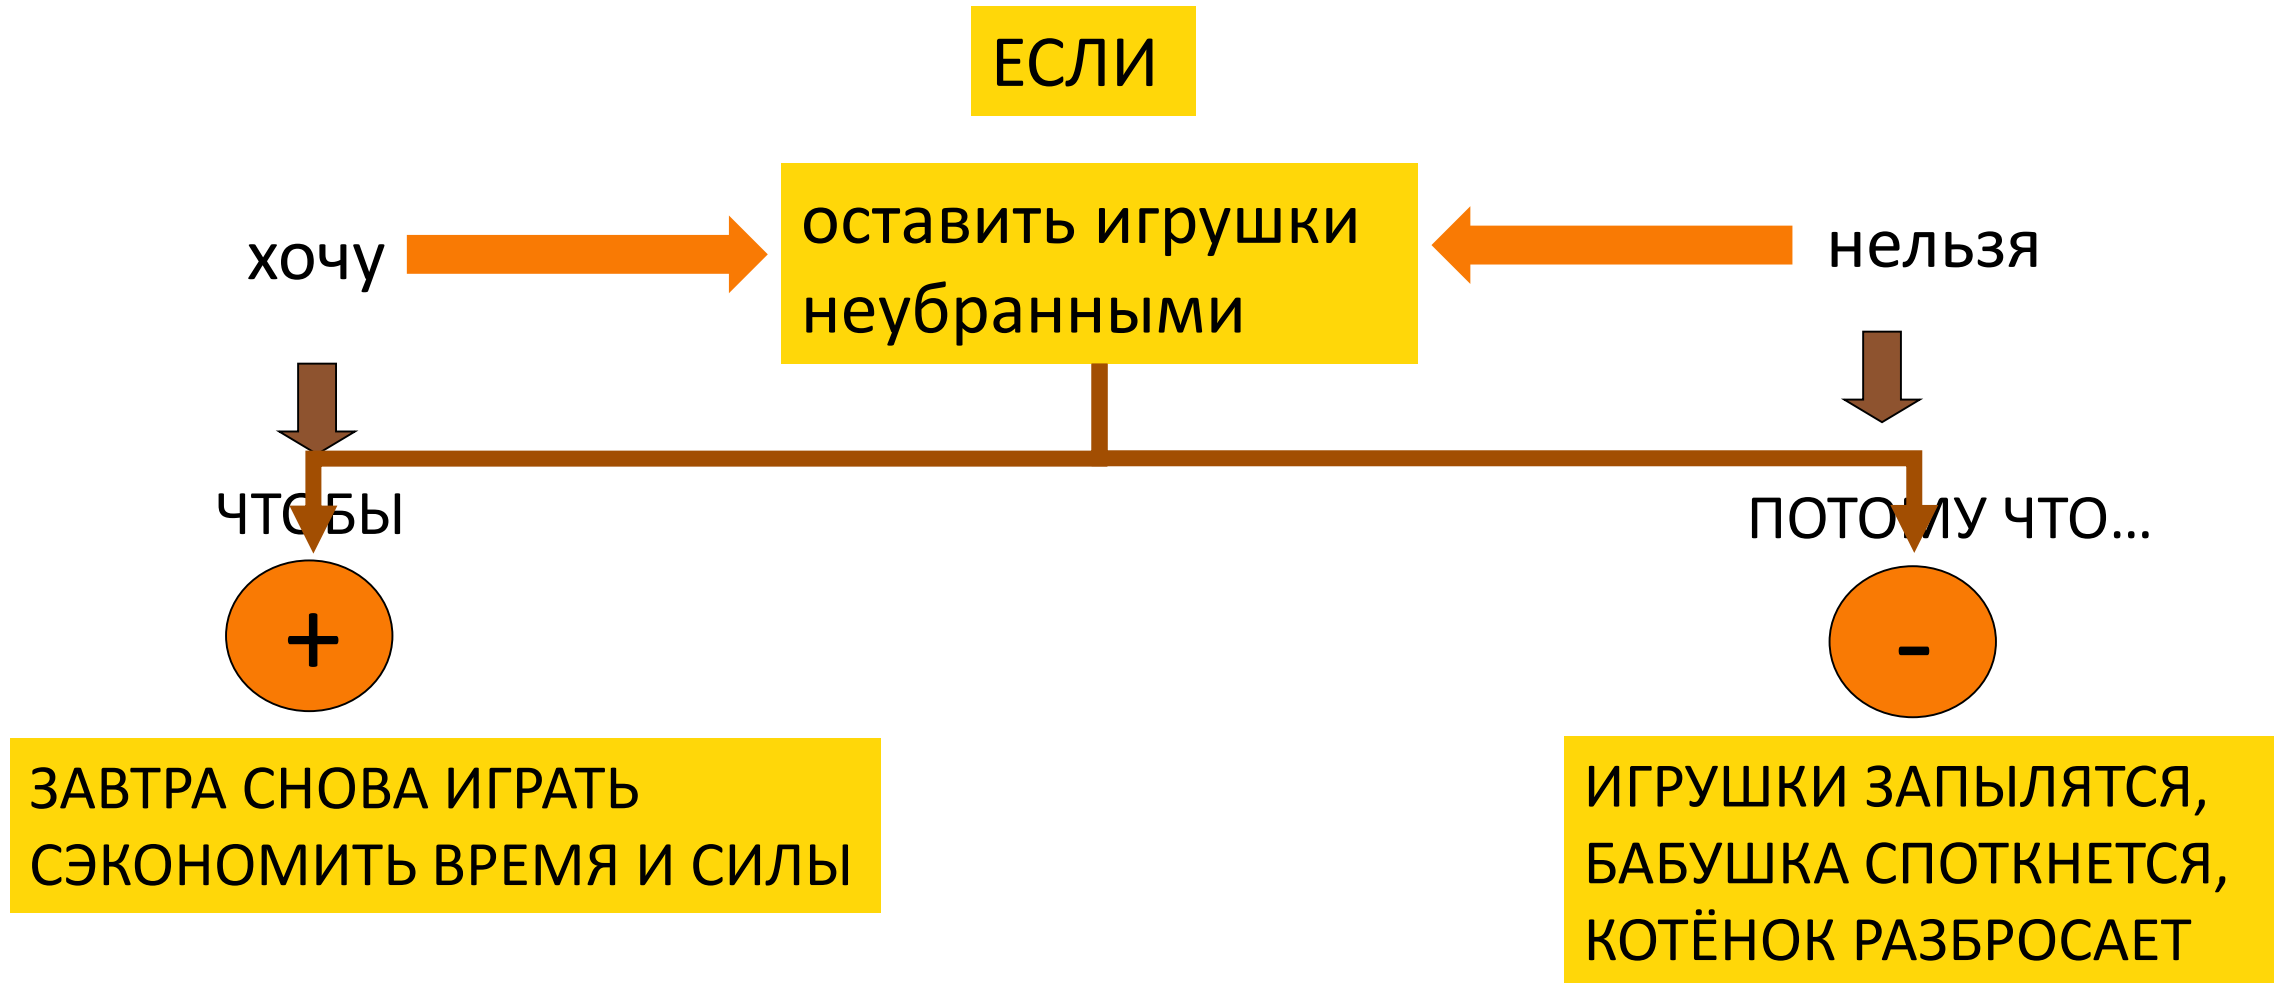 ЕСЛИ
хочу
оставить игрушки
неубранными
нельзя
ЧТОБЫ
ПОТОМУ ЧТО...
+
-
ЗАВТРА СНОВА ИГРАТЬ
СЭКОНОМИТЬ ВРЕМЯ И СИЛЫ
ИГРУШКИ ЗАПЫЛЯТСЯ,
БАБУШКА СПОТКНЕТСЯ,
КОТЁНОК РАЗБРОСАЕТ